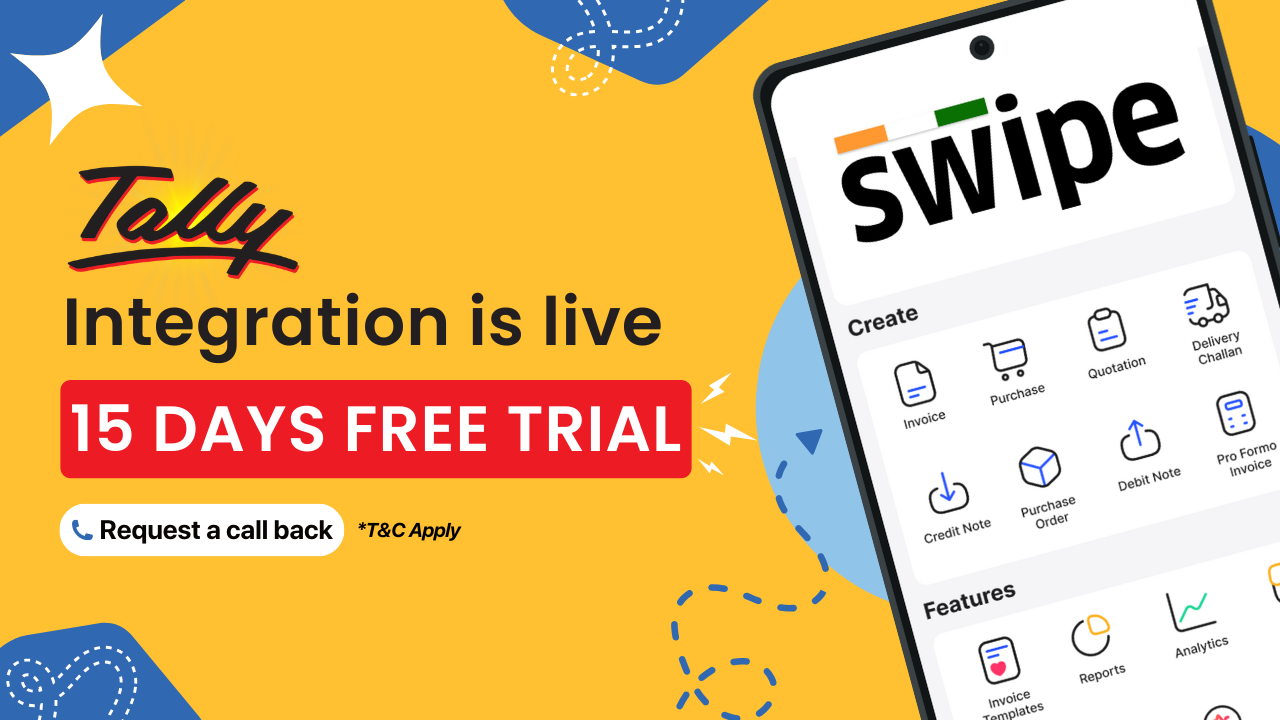 Tally
Integration is live
15 DAYS FREE TRIAL
Request a call back
*T&C Apply
swipe
Create
Invoice
Purchase
Quotation
Delivery
Challan
Credit Note
Purchase
Order
Debit Note
Pro Formo
Invoice
Features
Invoice
Templates
Reports
Analytics